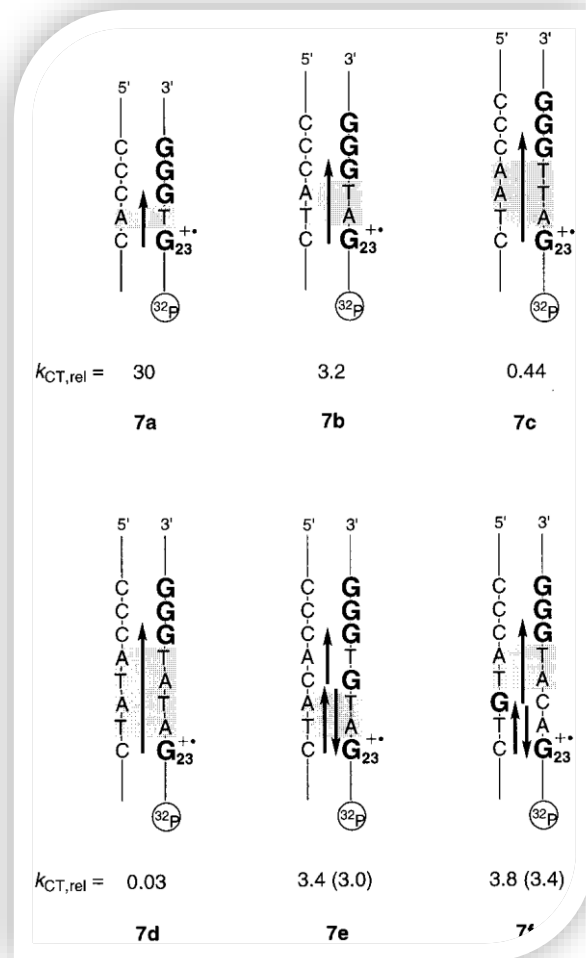 5' 3'
C G
C G
C G
A T
C G23 +•
32P
5' 3'
C G
C G
C G
A T
T A
C G23 +•
32P
5' 3'
C G
C G
C G
A T
A T
T A
C G23 +•
32P
kCT,rel = 30 3.2 0.44
7a 7b 7c
5' 3'
C G
C G
C G
A T
T A
A T
T A
C G23 +•
32P
5' 3'
C G
C G
C G
A T
C G
A T
T A
C G23 +•
32P
5' 3'
C G
C G
C G
A T
T A
G C
T A
C G23 +•
32P
kCT,rel = 0.03 3.4 (3.0) 3.8 (3.4)
7d 7e 7f